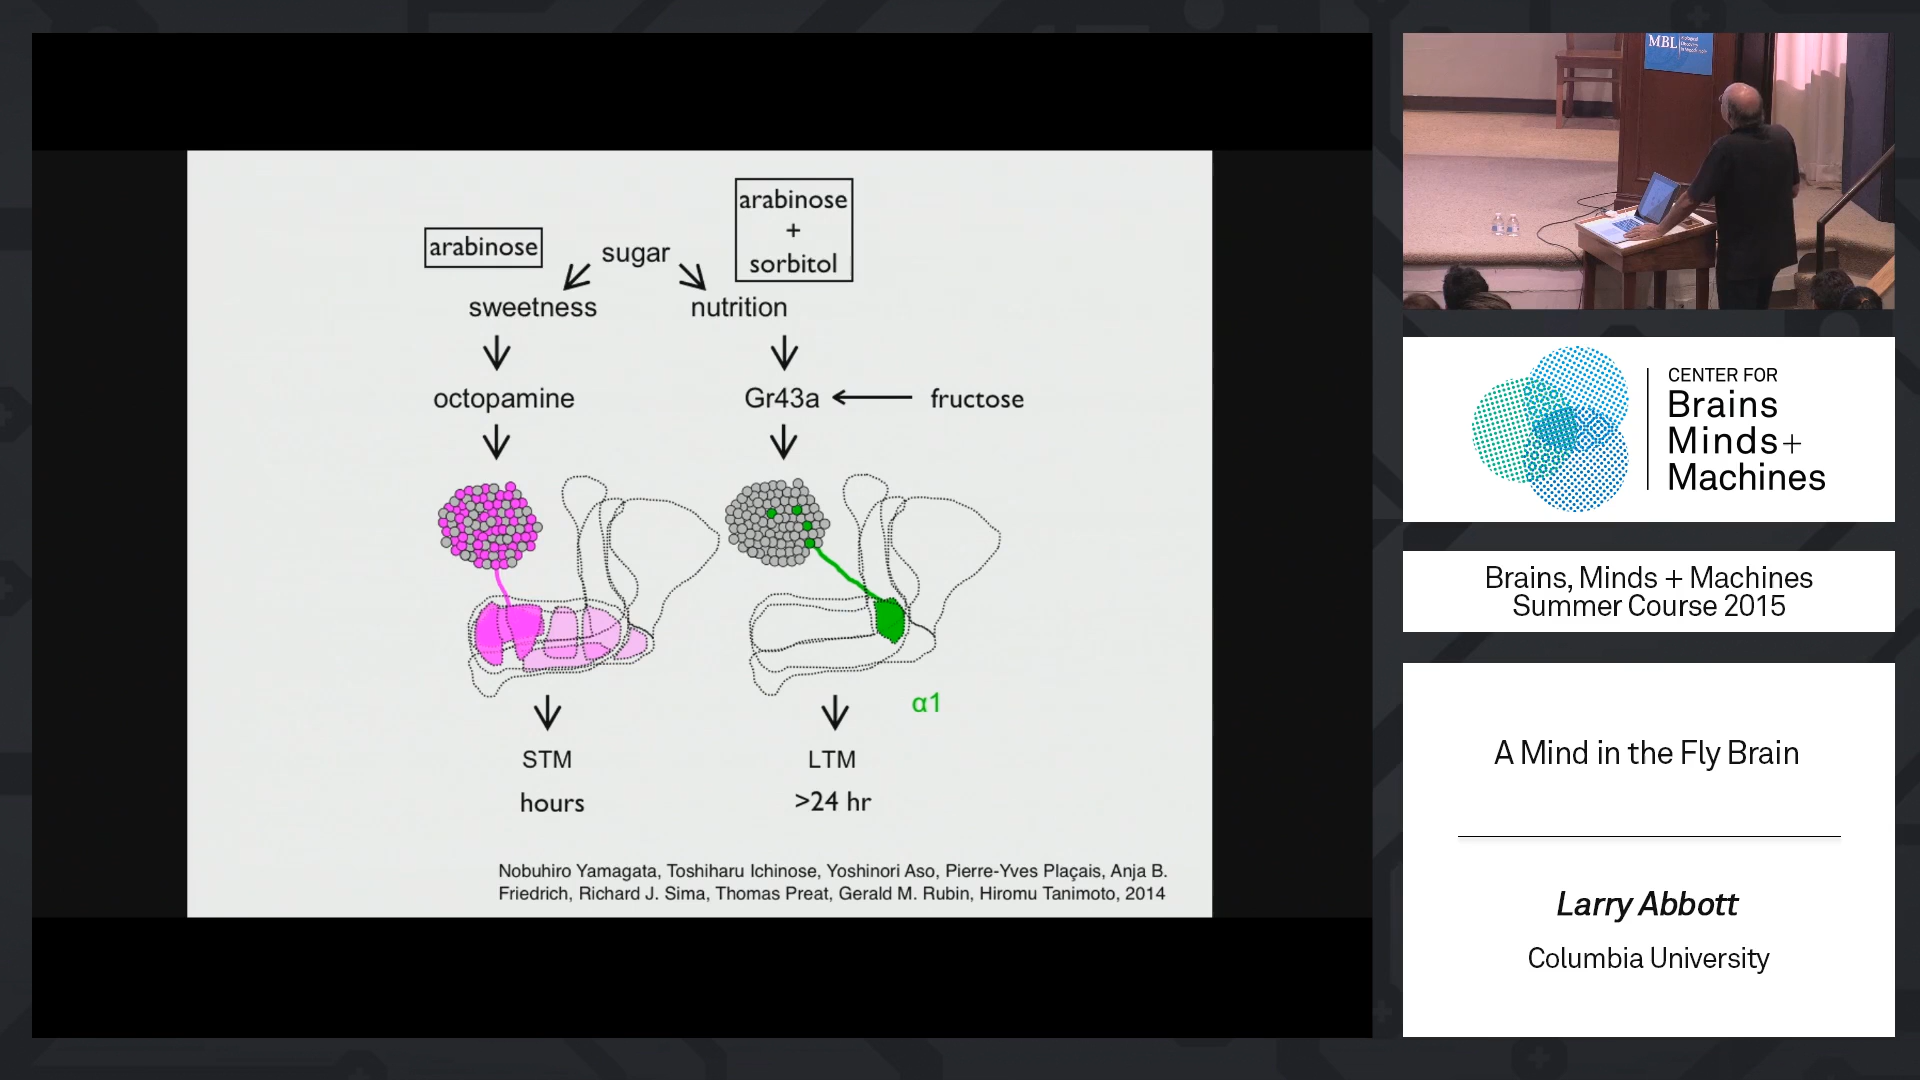 arabinose
arabinose
+
sorbitol
sugar
sweetness
nutrition
octopamine
Gr43a
fructose
α1
STM
LTM
hours
>24 hr
Nobuhiro Yamagata, Toshiharu Ichinose, Yoshinori Aso, Pierre-Yves Plaçais, Anja B.
Friedrich, Richard J. Sima, Thomas Preat, Gerald M. Rubin, Hiromu Tanimoto, 2014
MBL
CENTER FOR
Brains
Minds+
Machines
Brains, Minds + Machines
Summer Course 2015
A Mind in the Fly Brain
Larry Abbott
Columbia University